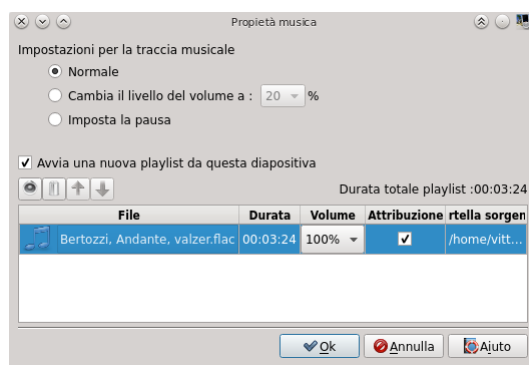 Propietà musica
Impostazioni per la traccia musicale
Normale
Cambia il livello del volume a : 20 %
Imposta la pausa
Avvia una nuova playlist da questa diapositiva
Durata totale playlist :00:03:24
File Durata Volume Attribuzione rtella sorgen
Bertozzi, Andante, valzer.flac 00:03:24 100% /home/vitt...
Ok Annulla Aiuto